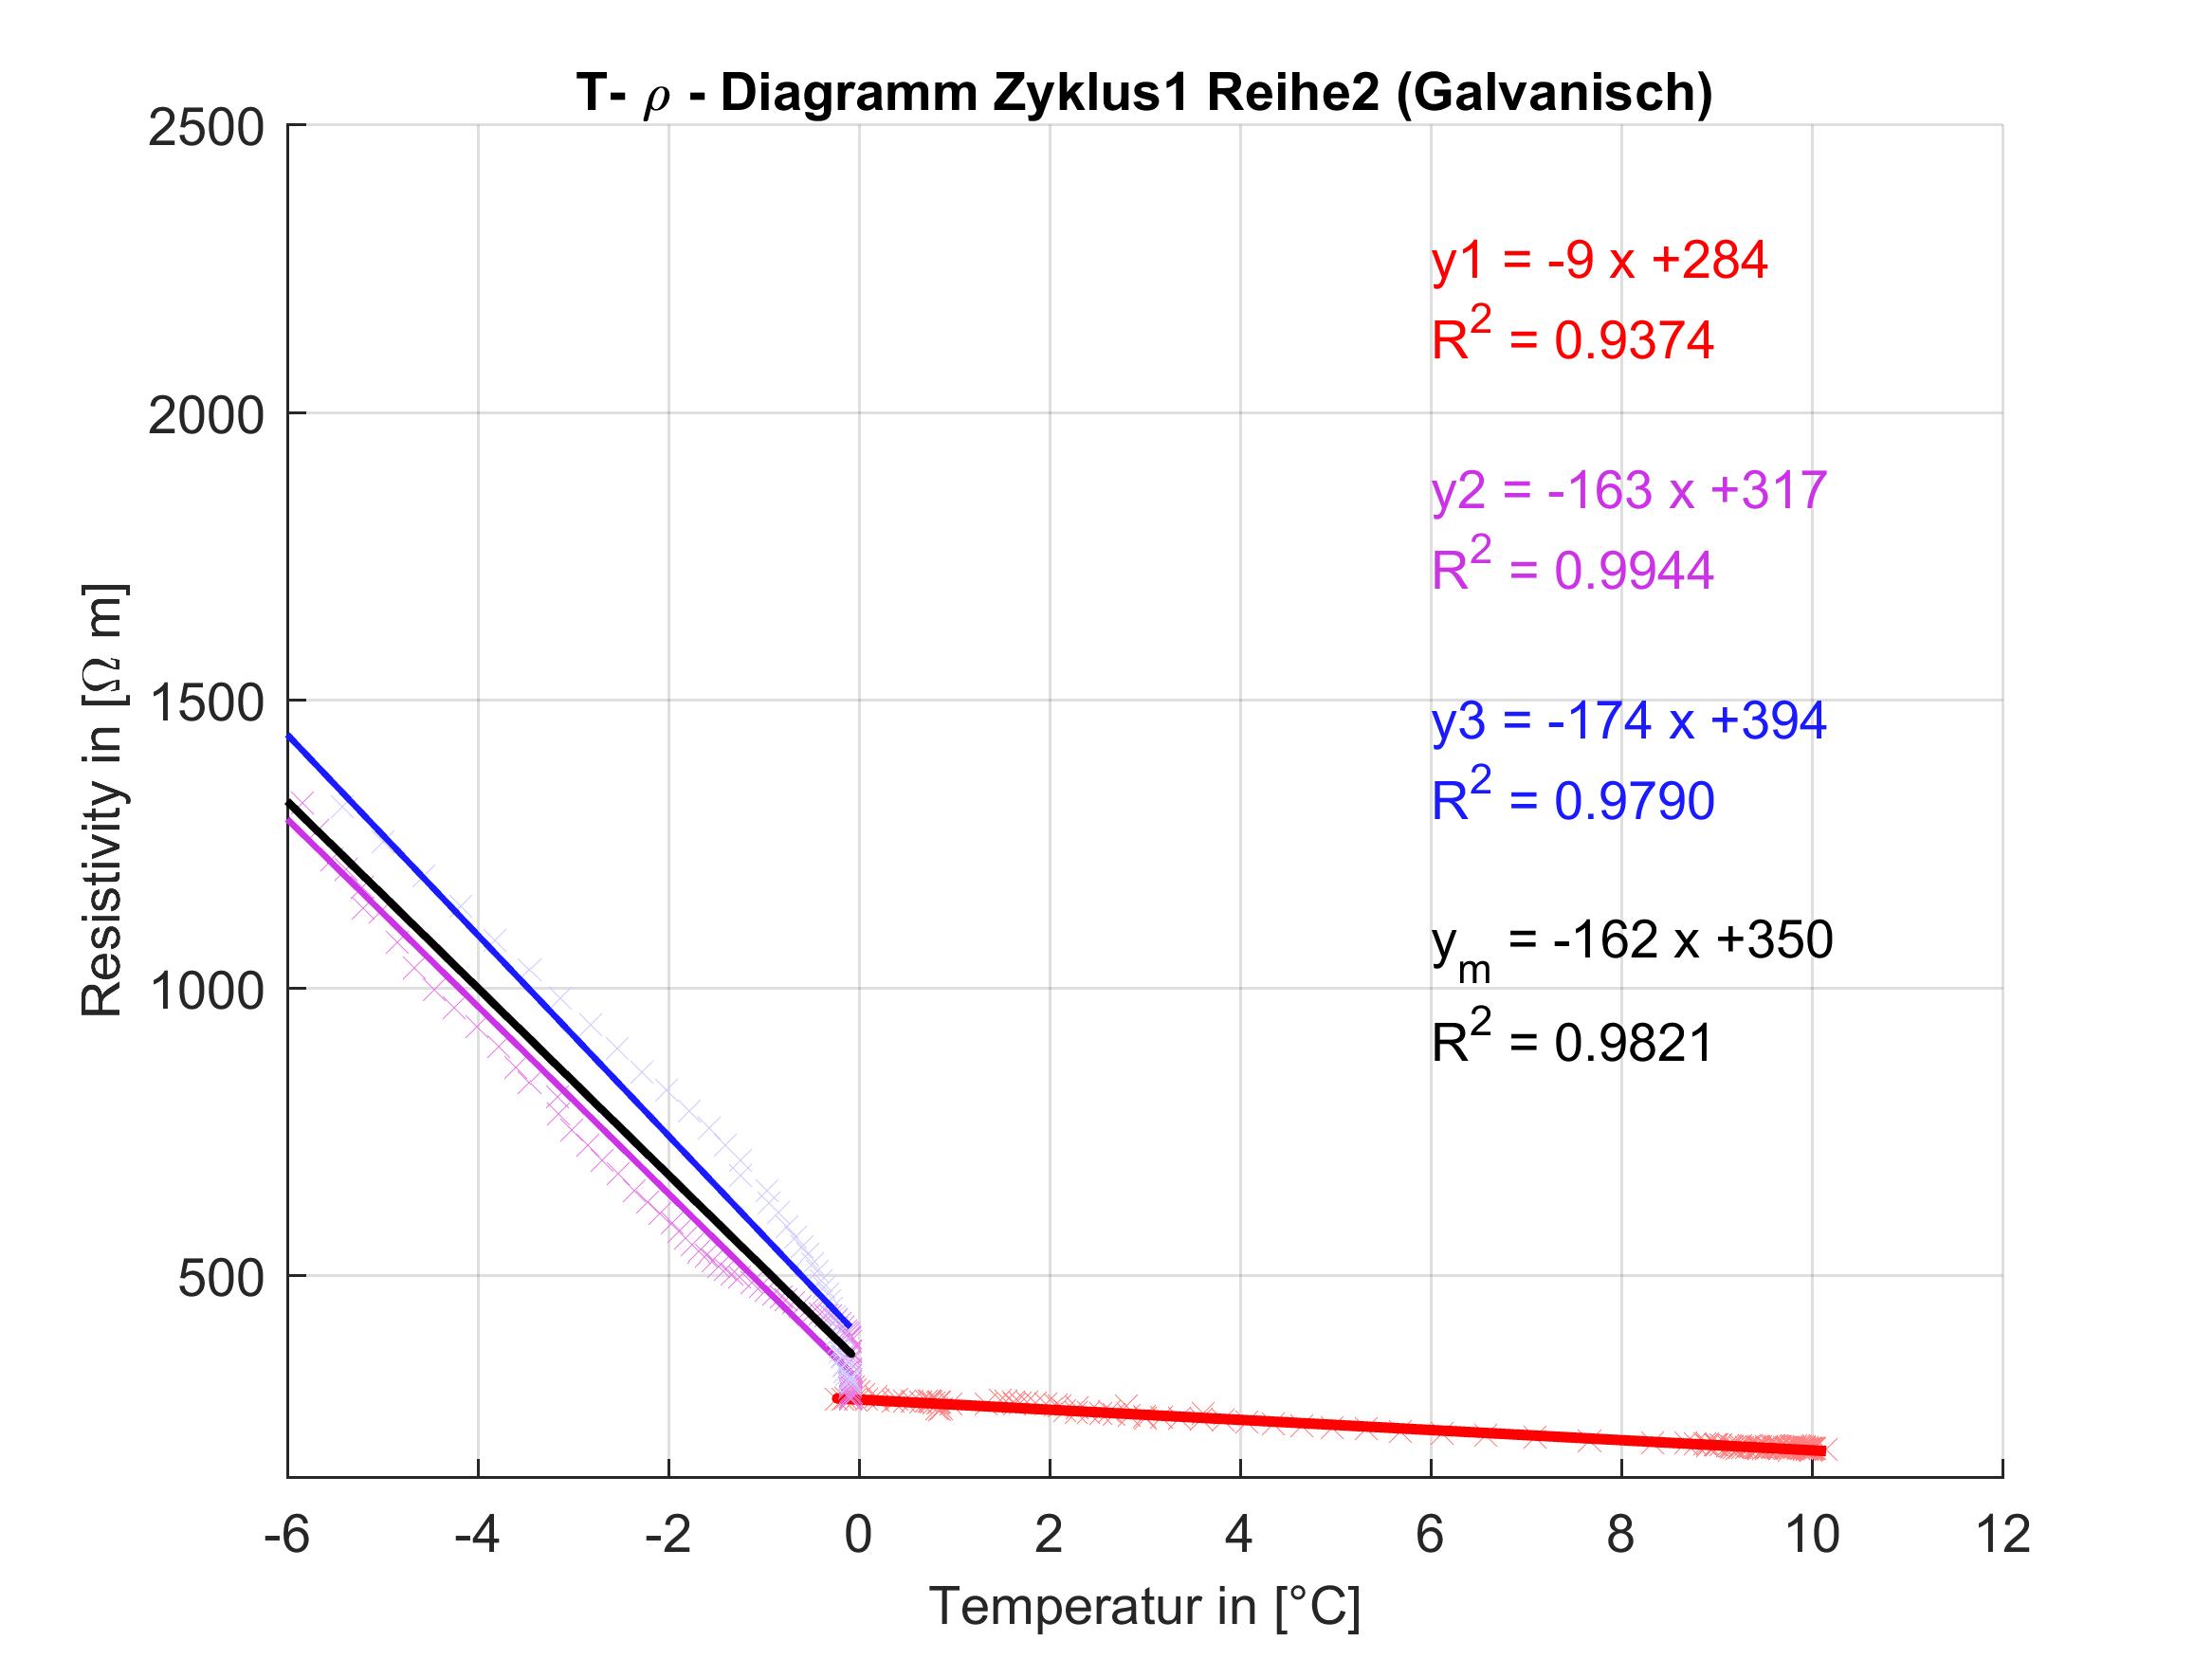 T- ρ - Diagramm Zyklus1 Reihe2 (Galvanisch)
2500
2000
1500
1000
500
Resistivity in [Ω m]
y1 = -9 x +284
R² = 0.9374
y2 = -163 x +317
R² = 0.9944
y3 = -174 x +394
R² = 0.9790
yₘ = -162 x +350
R² = 0.9821
-6 -4 -2 0 2 4 6 8 10 12
Temperatur in [°C]